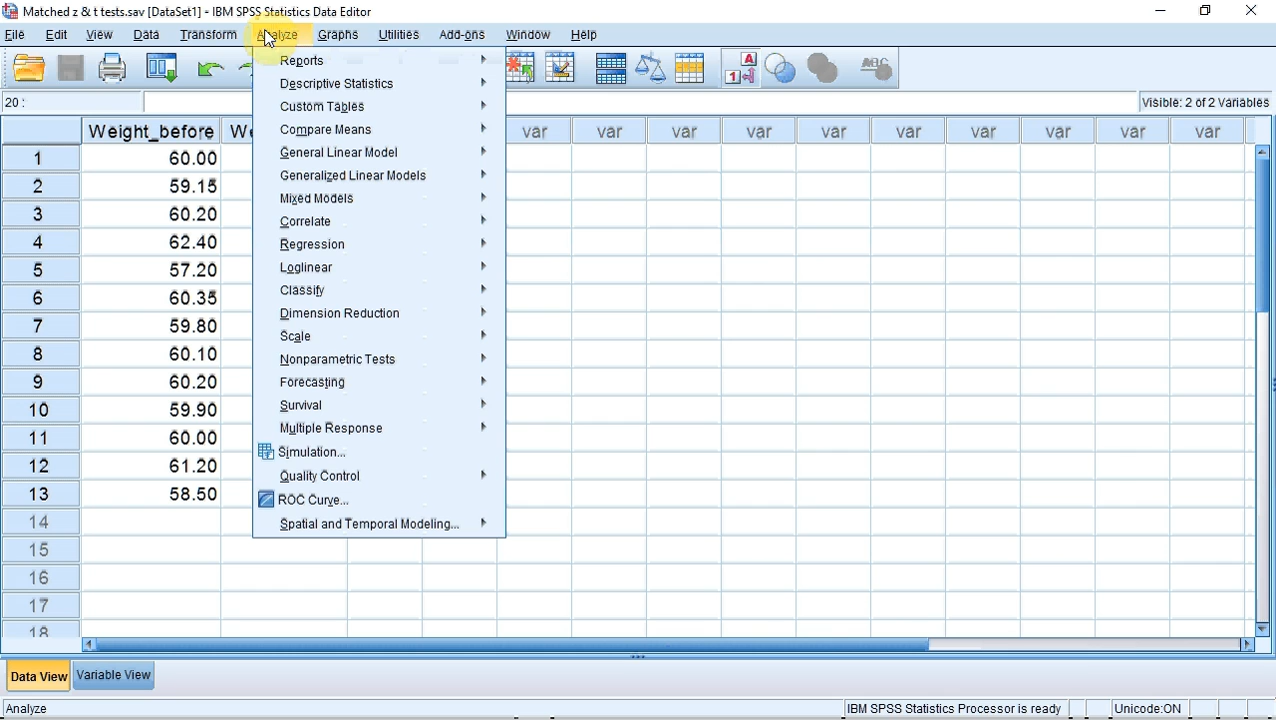 Matched z & t tests.sav [DataSet1] - IBM SPSS Statistics Data Editor
File Edit View Data Transform Analyze Graphs Utilities Add-ons Window Help
20 :
Visible: 2 of 2 Variables
Weight_before We var var var var var var var var var var
1 60.00
2 59.15
3 60.20
4 62.40
5 57.20
6 60.35
7 59.80
8 60.10
9 60.20
10 59.90
11 60.00
12 61.20
13 58.50
14
15
16
17
18
Reports
Descriptive Statistics
Custom Tables
Compare Means
General Linear Model
Generalized Linear Models
Mixed Models
Correlate
Regression
Loglinear
Classify
Dimension Reduction
Scale
Nonparametric Tests
Forecasting
Survival
Multiple Response
Simulation...
Quality Control
ROC Curve...
Spatial and Temporal Modeling...
Data View Variable View
Analyze IBM SPSS Statistics Processor is ready Unicode:ON